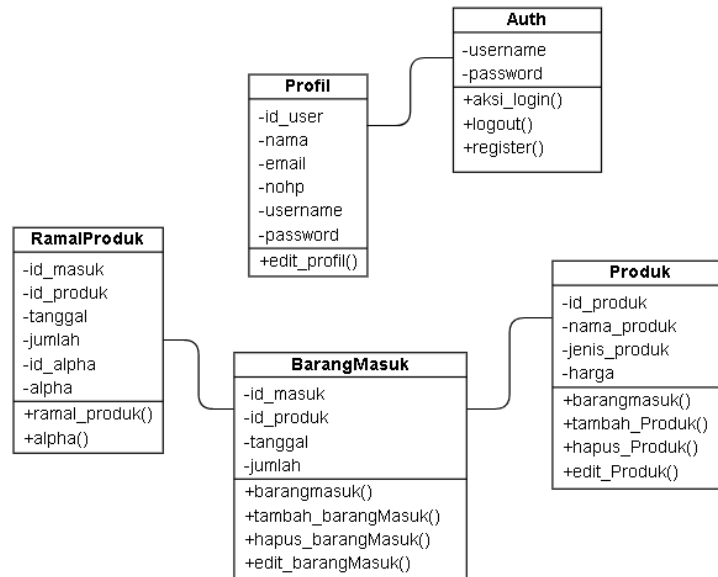 Auth
-username
-password
+aksi_login()
+logout()
+register()
Profil
-id_user
-nama
-email
-nohp
-username
-password
+edit_profil()
RamalProduk
-id_masuk
-id_produk
-tanggal
-jumlah
-id_alpha
-alpha
+ramal_produk()
+alpha()
BarangMasuk
-id_masuk
-id_produk
-tanggal
-jumlah
+barangmasuk()
+tambah_barangMasuk()
+hapus_barangMasuk()
+edit_barangMasuk()
Produk
-id_produk
-nama_produk
-jenis_produk
-harga
+barangmasuk()
+tambah_Produk()
+hapus_Produk()
+edit_Produk()